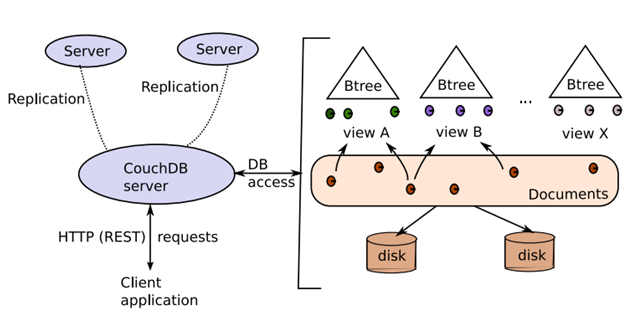 Server
Server
Replication
Replication
CouchDB
server
DB
access
HTTP (REST) requests
Client
application
Btree
Btree
Btree
...
view A
view B
view X
Documents
disk
disk